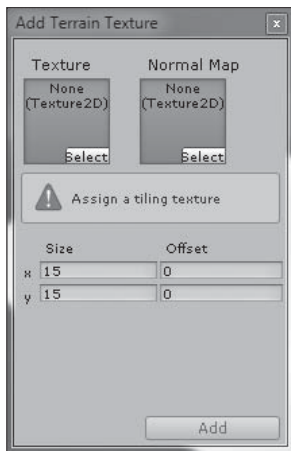 Add Terrain Texture x
Texture Normal Map
None (Texture2D) None (Texture2D)
Select Select
Assign a tiling texture
Size Offset
x 15 0
y 15 0
Add